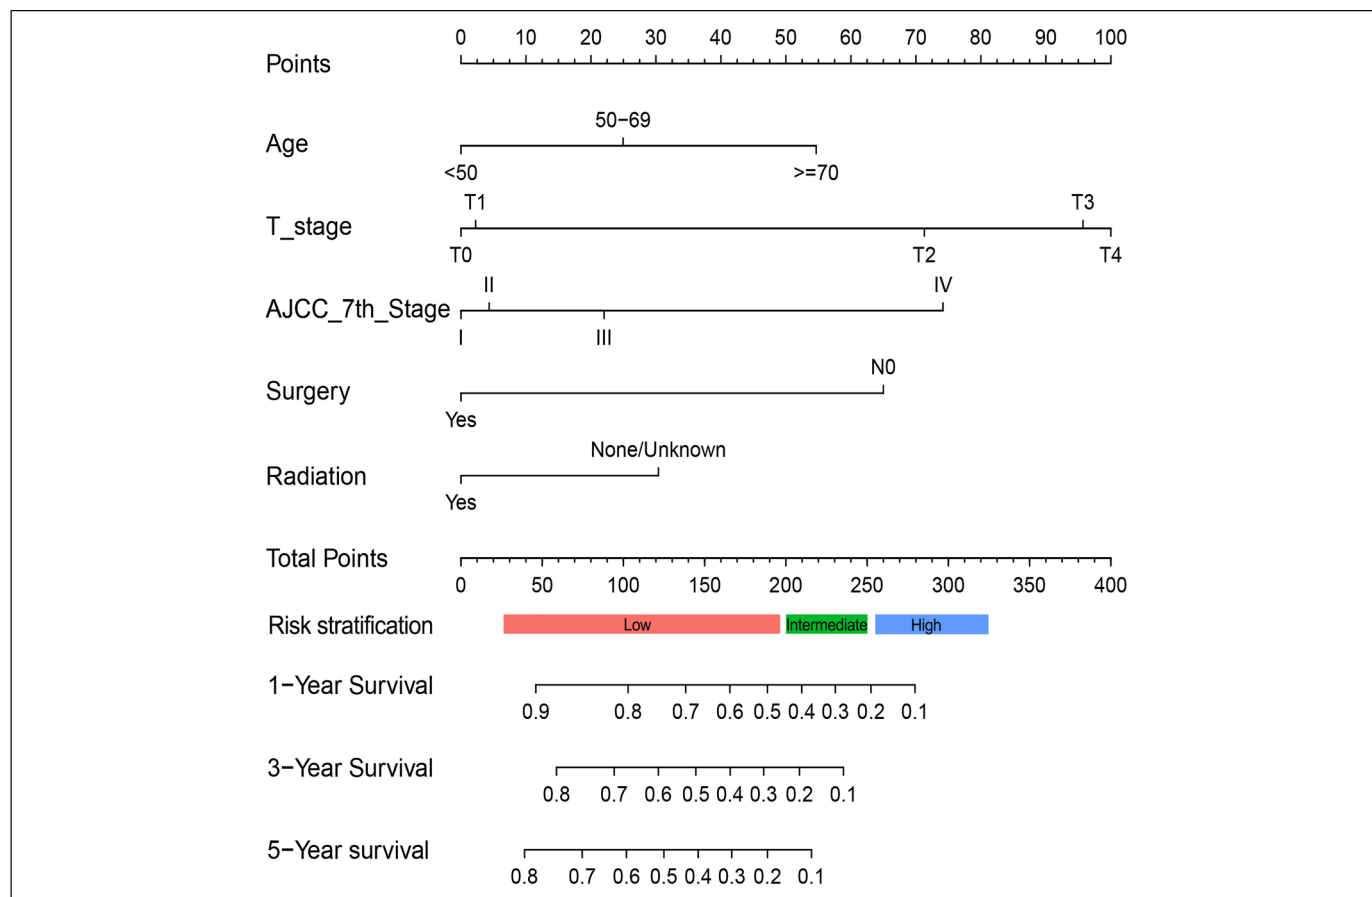 0 10 20 30 40 50 60 70 80 90 100
Points
50−69
Age
<50 >=70
T1 T3
T_stage
T0 T2 T4
II IV
AJCC_7th_Stage
I III
N0
Surgery
Yes
None/Unknown
Radiation
Yes
Total Points
0 50 100 150 200 250 300 350 400
Risk stratification Low Intermediate High
1−Year Survival
0.9 0.8 0.7 0.6 0.5 0.4 0.3 0.2 0.1
3−Year Survival
0.8 0.7 0.6 0.5 0.4 0.3 0.2 0.1
5−Year survival
0.8 0.7 0.6 0.5 0.4 0.3 0.2 0.1